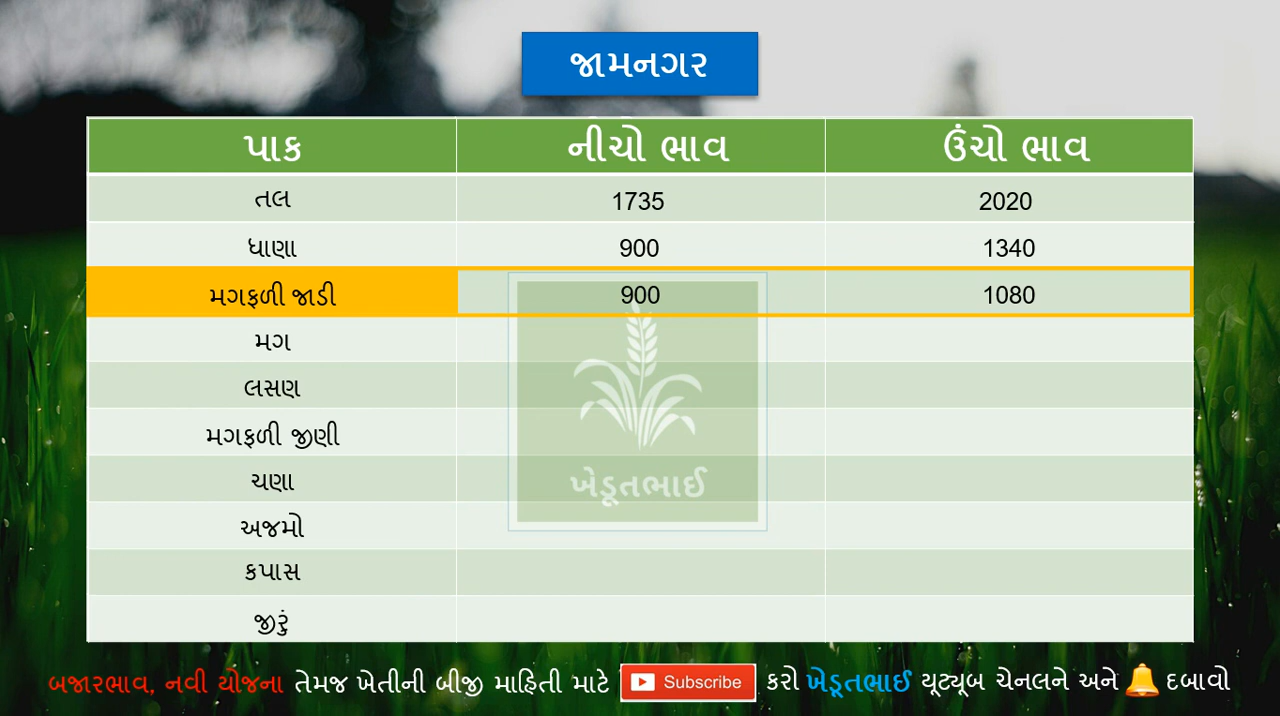 જામનગર
પાક નીચો ભાવ ઉંચો ભાવ
તલ 1735 2020
ધાણા 900 1340
મગફળી જાડી 900 1080
મગ
લસણ
મગફળી જીણી
ચણા
અજમો
કપાસ
જીરું
ખેડૂતભાઈ
બજારભાવ, નવી યોજના તેમજ ખેતીની બીજી માહિતી માટે Subscribe કરો ખેડૂતભાઈ યૂટ્યૂબ ચેનલને અને દબાવો